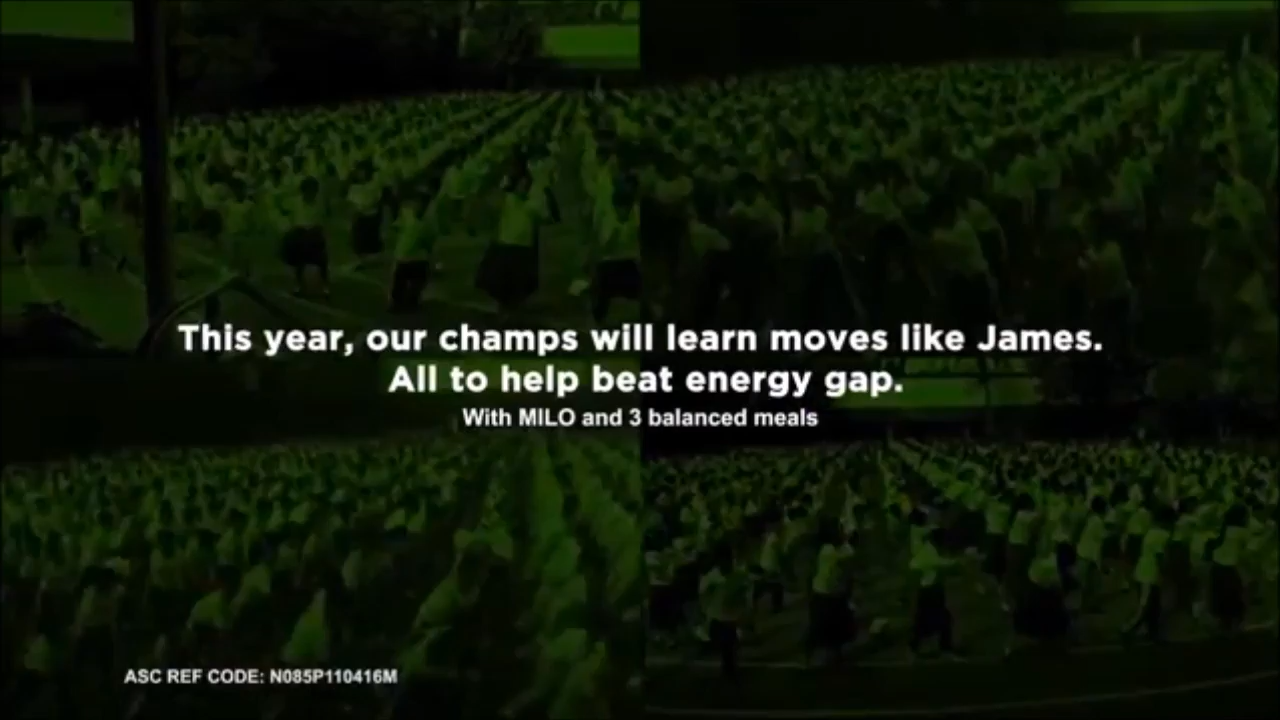 This year, our champs will learn moves like James.
All to help beat energy gap.
With MILO and 3 balanced meals
ASC REF CODE: N085P110416M